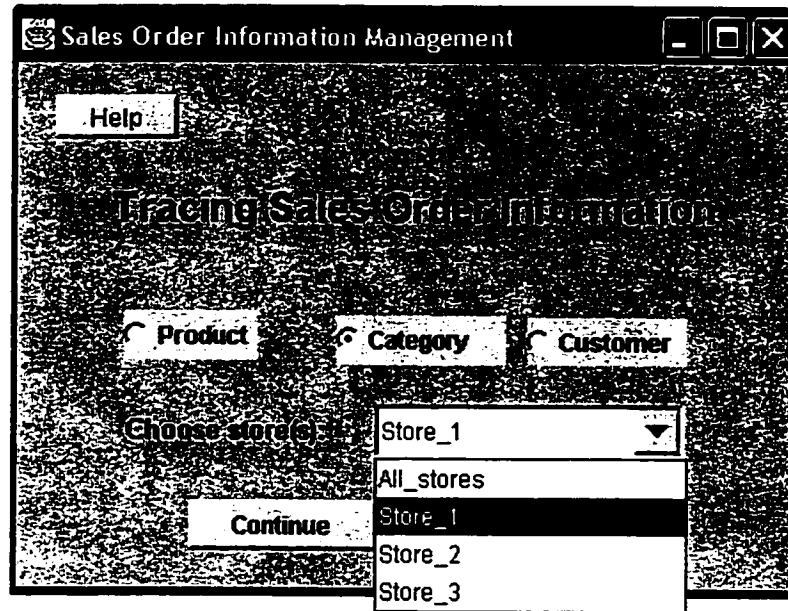 Sales Order Information Management
Help
Tracing Sales Order Information
Product Category Customer
Choose store(s) Store_1
All_stores
Store_1
Continue
Store_2
Store_3